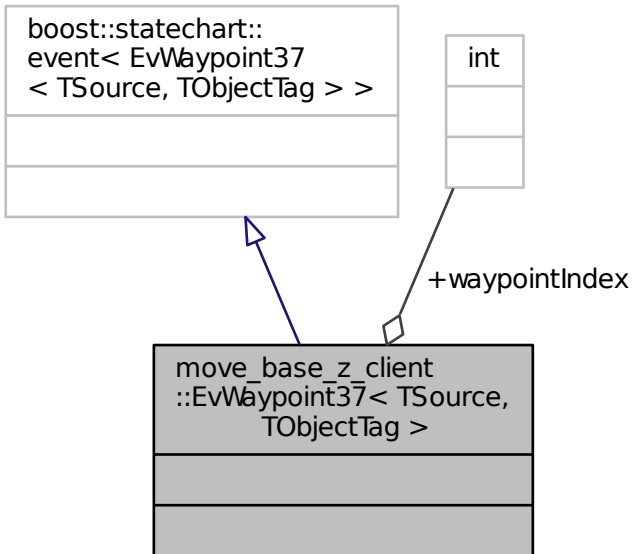 boost::statechart::
event< EvWaypoint37
< TSource, TObjectTag > >
int
+waypointIndex
move_base_z_client
::EvWaypoint37< TSource,
TObjectTag >